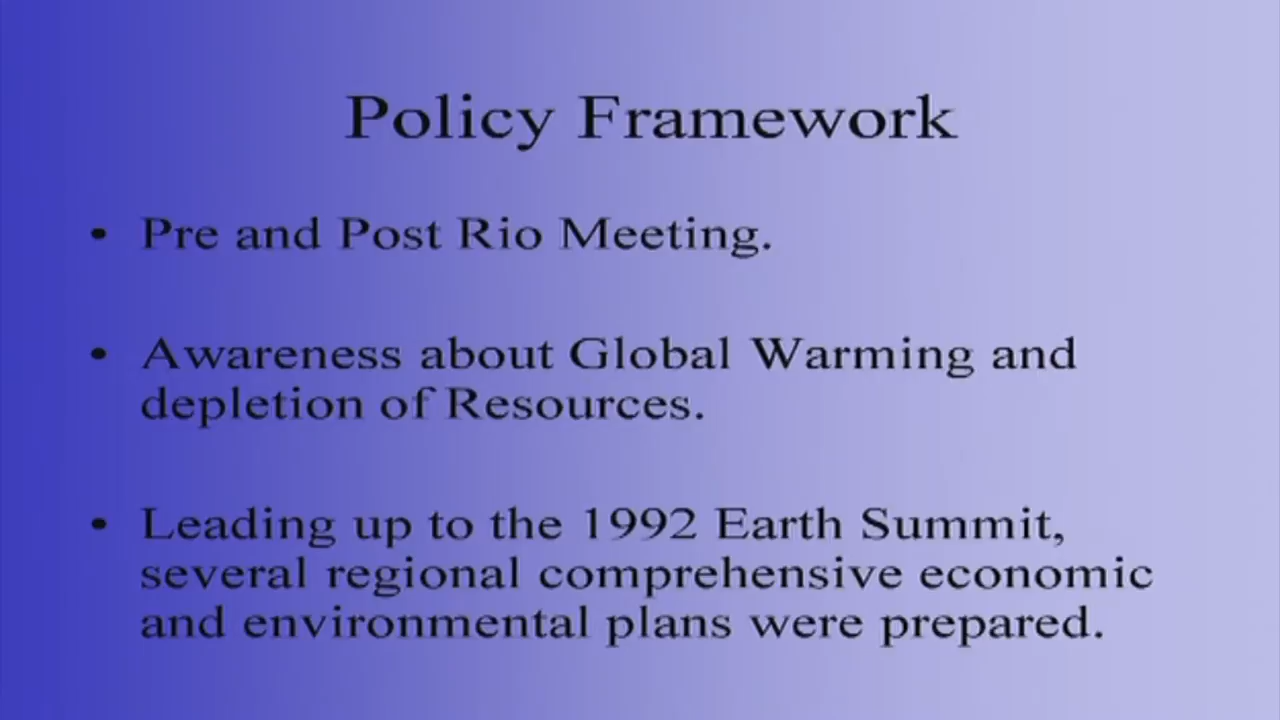 Policy Framework
• Pre and Post Rio Meeting.
• Awareness about Global Warming and
depletion of Resources.
• Leading up to the 1992 Earth Summit,
several regional comprehensive economic
and environmental plans were prepared.